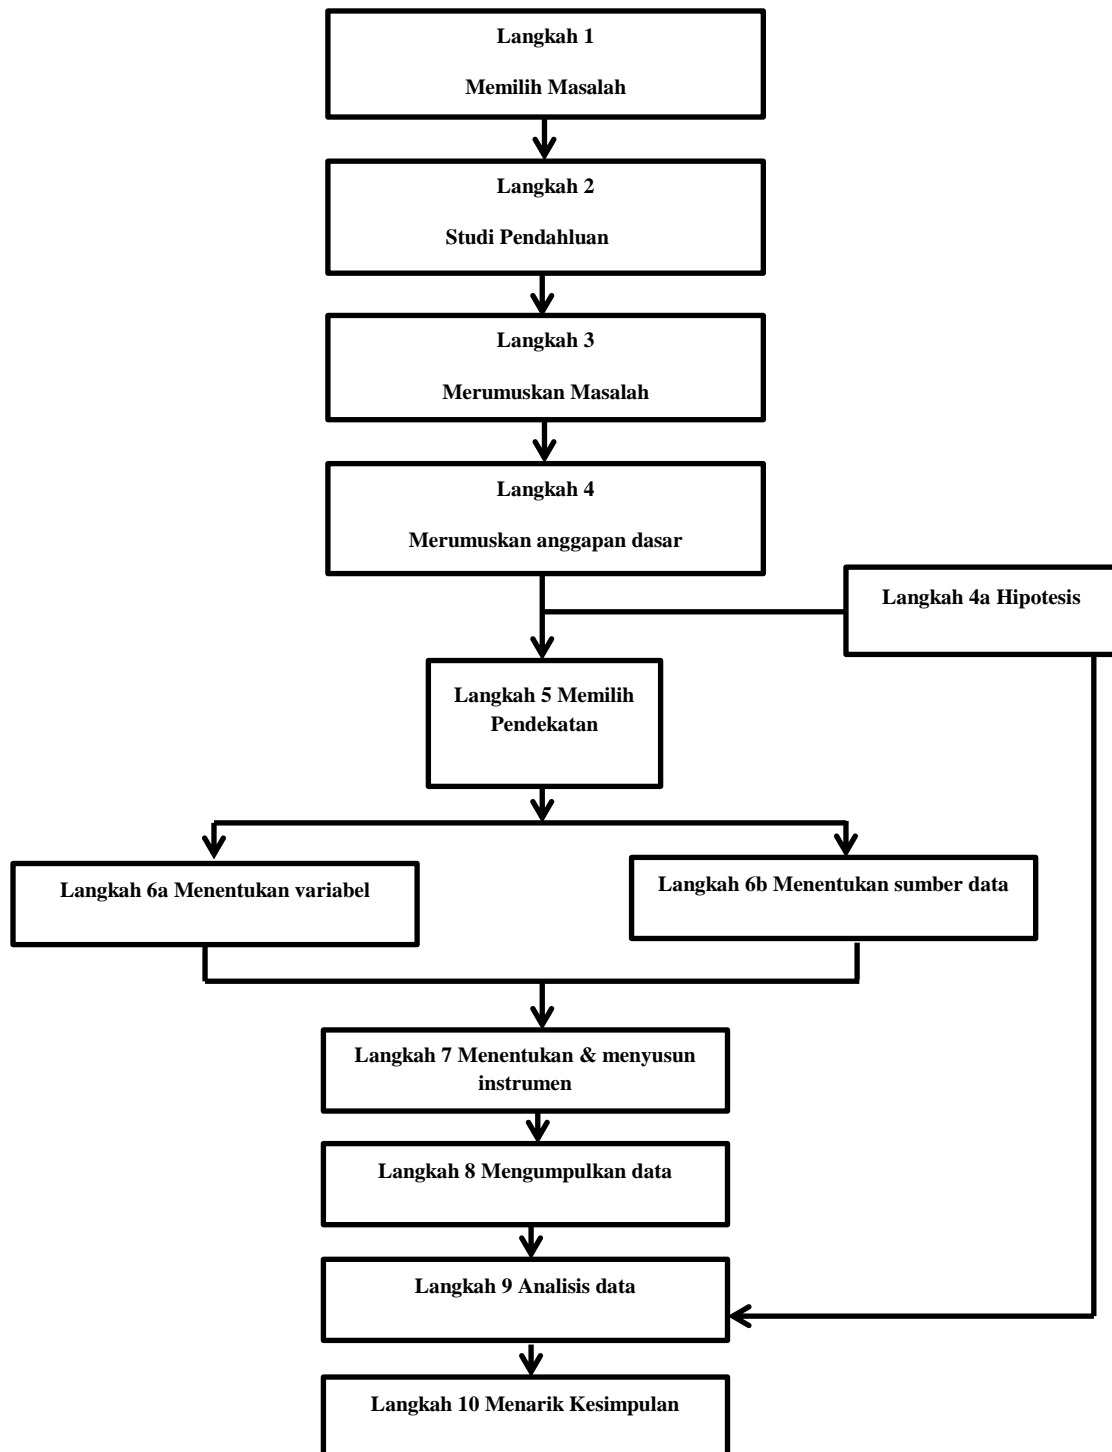 Langkah 1
Memilih Masalah
Langkah 2
Studi Pendahluan
Langkah 3
Merumuskan Masalah
Langkah 4
Merumuskan anggapan dasar
Langkah 4a Hipotesis
Langkah 5 Memilih
Pendekatan
Langkah 6a Menentukan variabel
Langkah 6b Menentukan sumber data
Langkah 7 Menentukan & menyusun
instrumen
Langkah 8 Mengumpulkan data
Langkah 9 Analisis data
Langkah 10 Menarik Kesimpulan